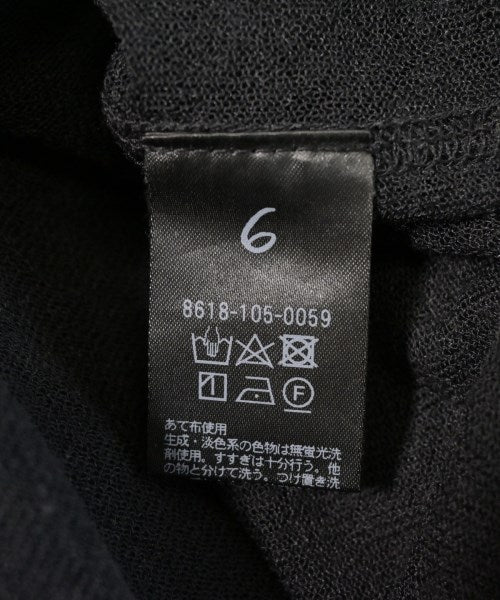 6
8618-105-0059
F
あて布使用
生成・淡色系の色物は無蛍光洗
剤使用。すすぎは十分行う。他
の物と分けて洗う。つけ置き洗